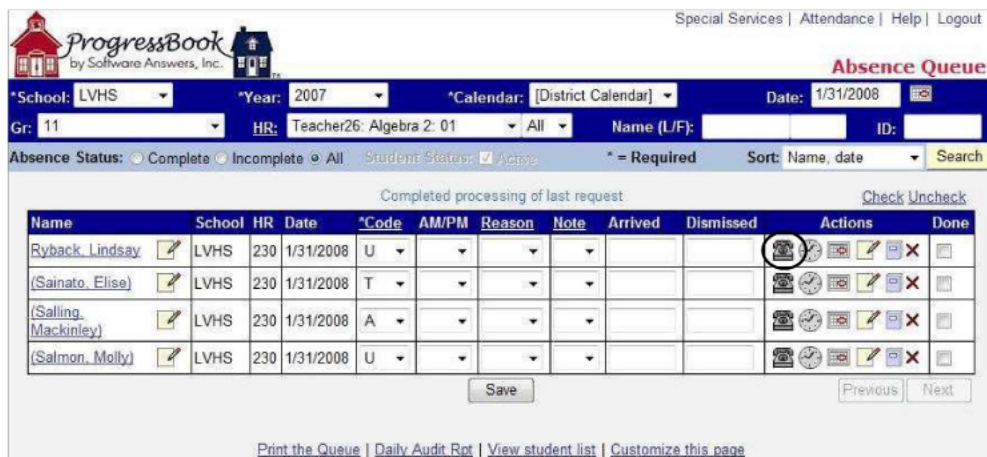 Special Services | Attendance | Help | Logout
ProgressBook
by Software Answers, Inc.
TM
Absence Queue
*School: LVHS *Year: 2007 *Calendar: [District Calendar] Date: 1/31/2008
Gr: 11 HR: Teacher26: Algebra 2: 01 All Name (L/F): ID:
Absence Status: Complete Incomplete All Student Status: Active * = Required Sort: Name, date Search
Completed processing of last request Check Uncheck
Name School HR Date *Code AM/PM Reason Note Arrived Dismissed Actions Done
Ryback, Lindsay LVHS 230 1/31/2008 U
(Sainato, Elise) LVHS 230 1/31/2008 T
(Salling, Mackinley) LVHS 230 1/31/2008 A
(Salmon, Molly) LVHS 230 1/31/2008 U
Save Previous Next
Print the Queue | Daily Audit Rpt | View student list | Customize this page